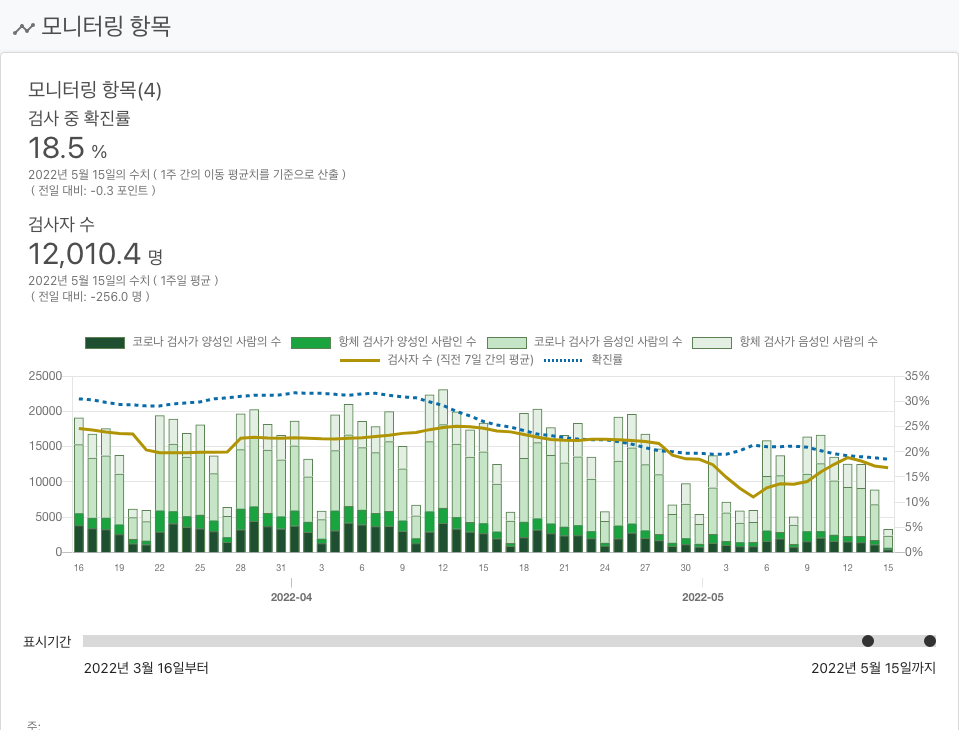 모니터링 항목
모니터링 항목(4)
검사 중 확진률
18.5 %
2022년 5월 15일의 수치 ( 1주 간의 이동 평균치를 기준으로 산출 )
( 전일 대비: -0.3 포인트 )
검사자 수
12,010.4 명
2022년 5월 15일의 수치 ( 1주일 평균 )
( 전일 대비: -256.0 명 )
코로나 검사가 양성인 사람의 수 항체 검사가 양성인 사람인 수 코로나 검사가 음성인 사람의 수 항체 검사가 음성인 사람의 수
검사자 수 (직전 7일 간의 평균) 확진률
25000 35%
20000 30%
15000 25%
10000 20%
5000 15%
0 10%
5%
0%
16 19 22 25 28 31 3 6 9 12 15 18 21 24 27 30 3 6 9 12 15
2022-04 2022-05
표시기간
2022년 3월 16일부터 2022년 5월 15일까지
주: